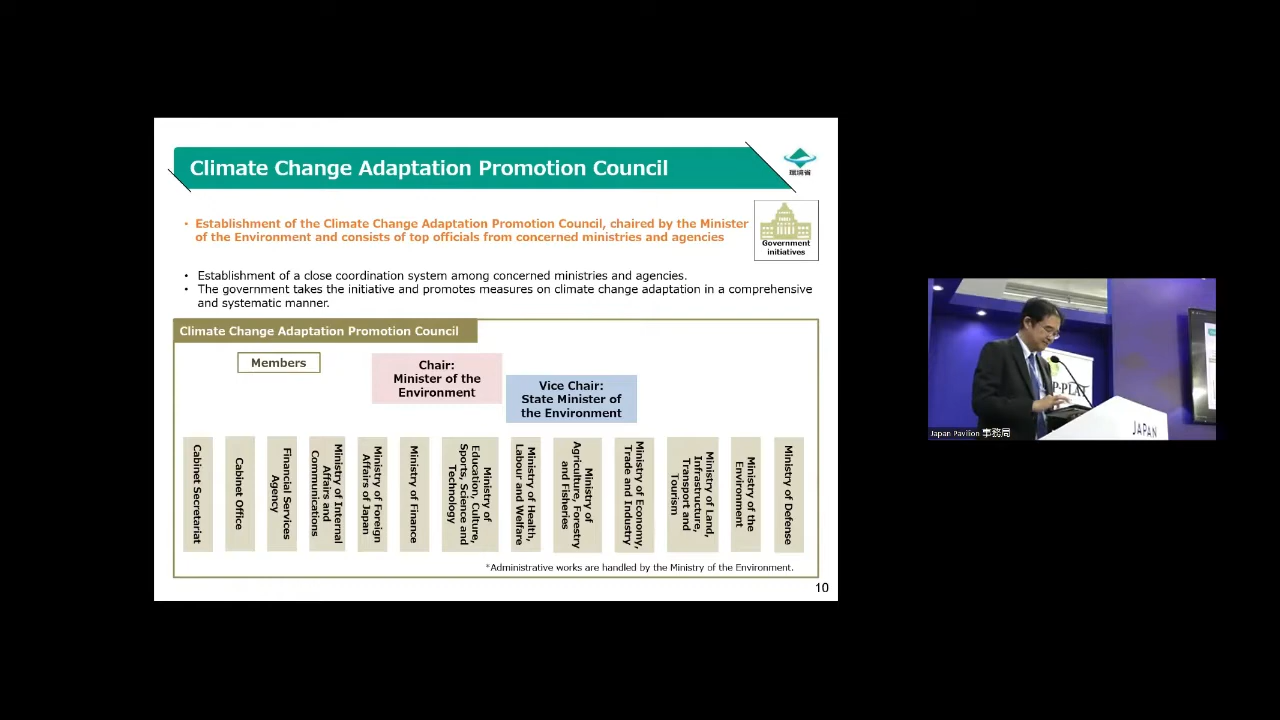 Climate Change Adaptation Promotion Council
環境省
• Establishment of the Climate Change Adaptation Promotion Council, chaired by the Minister
of the Environment and consists of top officials from concerned ministries and agencies
Government
initiatives
• Establishment of a close coordination system among concerned ministries and agencies.
• The government takes the initiative and promotes measures on climate change adaptation in a comprehensive
and systematic manner.
Climate Change Adaptation Promotion Council
Members
Chair:
Minister of the
Environment
Vice Chair:
State Minister of
the Environment
Cabinet Secretariat
Cabinet Office
Financial Services
Agency
Ministry of Internal
Affairs and
Communications
Ministry of Foreign
Affairs of Japan
Ministry of Finance
Ministry of
Education, Culture,
Sports, Science and
Technology
Ministry of Health,
Labour and Welfare
Ministry of
Agriculture, Forestry
and Fisheries
Ministry of Economy,
Trade and Industry
Ministry of Land,
Infrastructure,
Transport and
Tourism
Ministry of the
Environment
Ministry of Defense
*Administrative works are handled by the Ministry of the Environment.
10
P-PLAT
JAPAN
Japan Pavilion 事務局